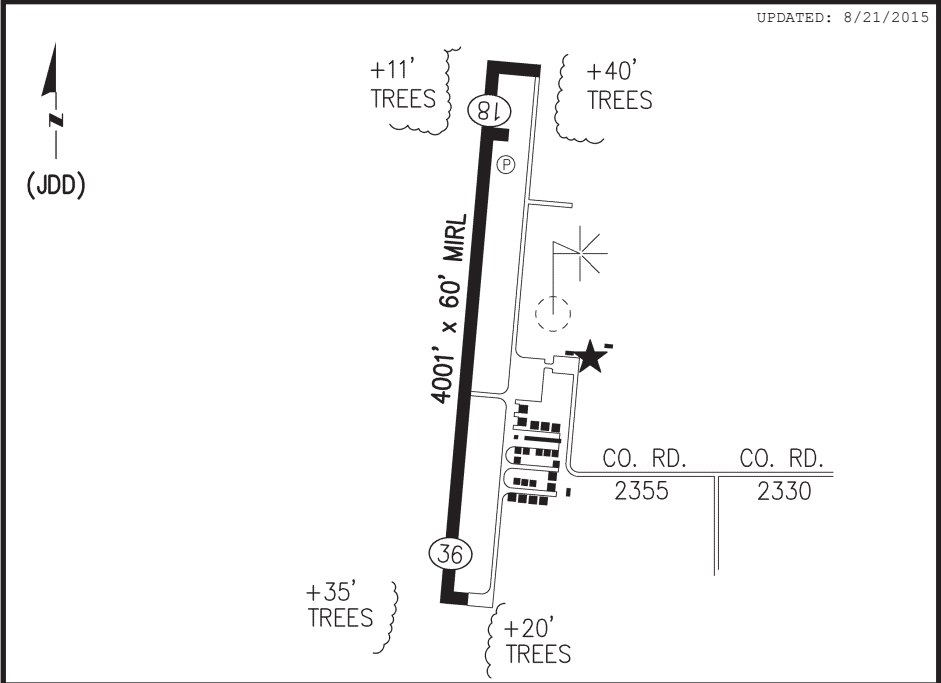 UPDATED: 8/21/2015
+11'
TREES
+40'
TREES
18
P
N
(JDD)
4001' x 60' MIRL
CO. RD.
2355
CO. RD.
2330
36
+35'
TREES
+20'
TREES